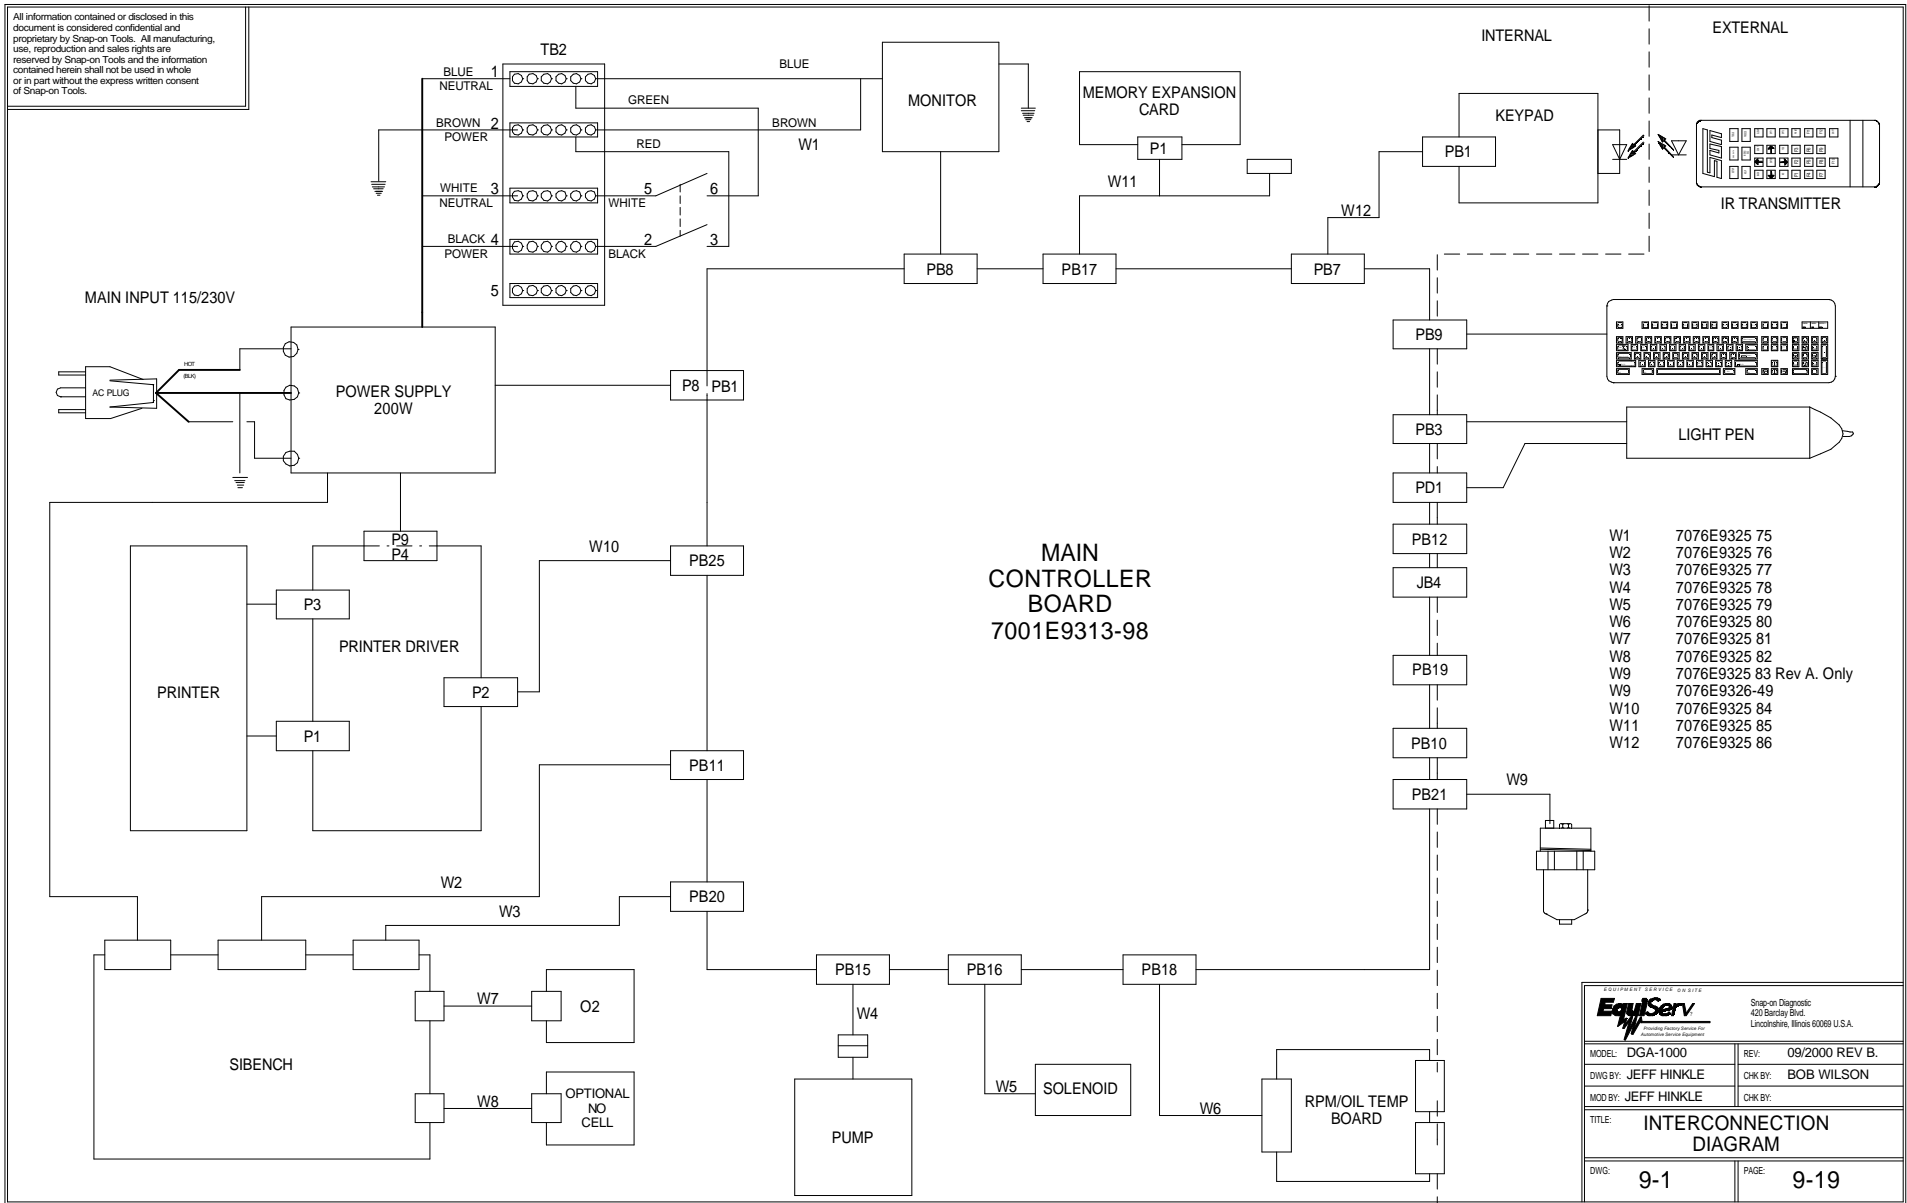 All information contained or disclosed in this
document is considered confidential and
proprietary by Snap-on Tools. All manufacturing,
use, reproduction and sales rights are
reserved by Snap-on Tools and the information
contained herein shall not be used in whole
or in part without the express written consent
of Snap-on Tools.
INTERNAL
EXTERNAL
TB2
BLUE 1
NEUTRAL
BROWN 2
POWER
WHITE 3
NEUTRAL
BLACK 4
POWER
5
BLUE
GREEN
BROWN
W1
RED
5
WHITE
6
2
BLACK
3
MONITOR
MEMORY EXPANSION
CARD
P1
W11
KEYPAD
PB1
W12
IR TRANSMITTER
PB8
PB17
PB7
MAIN INPUT 115/230V
HOT
(BLK)
AC PLUG
POWER SUPPLY
200W
P8
PB1
PB9
PB3
LIGHT PEN
PD1
PB12
JB4
PB19
PB10
PB21
W9
P9
P4
W10
PB25
P3
PRINTER DRIVER
PRINTER
P2
P1
PB11
W2
PB20
W3
MAIN
CONTROLLER
BOARD
7001E9313-98
W1 7076E9325 75
W2 7076E9325 76
W3 7076E9325 77
W4 7076E9325 78
W5 7076E9325 79
W6 7076E9325 80
W7 7076E9325 81
W8 7076E9325 82
W9 7076E9325 83 Rev A. Only
W9 7076E9326-49
W10 7076E9325 84
W11 7076E9325 85
W12 7076E9325 86
SIBENCH
W7
O2
W8
OPTIONAL
NO
CELL
PB15
PB16
PB18
W4
PUMP
W5
SOLENOID
W6
RPM/OIL TEMP
BOARD
EQUIPMENT SERVICE ON SITE
EquiServ
Providing Factory Service For
Automotive Service Equipment
Snap-on Diagnostic
420 Barclay Blvd.
Lincolnshire, Illinois 60069 U.S.A.
MODEL: DGA-1000
REV: 09/2000 REV B.
DWG BY: JEFF HINKLE
CHK BY: BOB WILSON
MOD BY: JEFF HINKLE
CHK BY:
TITLE: INTERCONNECTION
DIAGRAM
DWG: 9-1
PAGE: 9-19